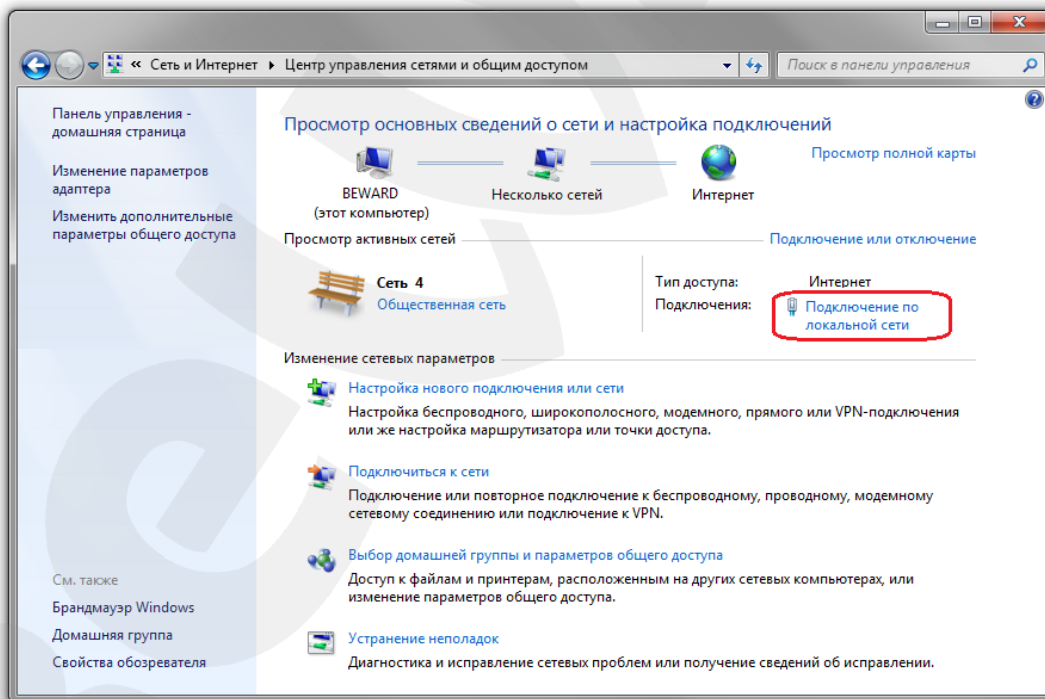 « Сеть и Интернет ▸ Центр управления сетями и общим доступом
Поиск в панели управления
Панель управления -
домашняя страница
Изменение параметров
адаптера
Изменить дополнительные
параметры общего доступа
Просмотр основных сведений о сети и настройка подключений
Просмотр полной карты
BEWARD
(этот компьютер)
Несколько сетей
Интернет
Просмотр активных сетей
Подключение или отключение
Сеть 4
Общественная сеть
Тип доступа: Интернет
Подключения: Подключение по
локальной сети
Изменение сетевых параметров
Настройка нового подключения или сети
Настройка беспроводного, широкополосного, модемного, прямого или VPN-подключения
или же настройка маршрутизатора или точки доступа.
Подключиться к сети
Подключение или повторное подключение к беспроводному, проводному, модемному
сетевому соединению или подключение к VPN.
Выбор домашней группы и параметров общего доступа
Доступ к файлам и принтерам, расположенным на других сетевых компьютерах, или
изменение параметров общего доступа.
Устранение неполадок
Диагностика и исправление сетевых проблем или получение сведений об исправлении.
См. также
Брандмауэр Windows
Домашняя группа
Свойства обозревателя